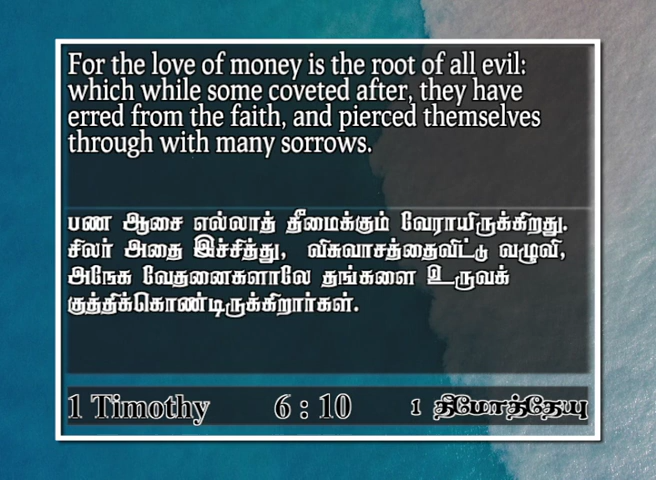 For the love of money is the root of all evil:
which while some coveted after, they have
erred from the faith, and pierced themselves
through with many sorrows.
பண ஆசை எல்லாத் தீமைக்கும் வேராயிருக்கிறது.
சிலர் அதை இச்சித்து, விசுவாசத்தைவிட்டு வழுவி,
அநேக வேதனைகளாலே தங்களை உருவக்
குத்திக்கொண்டிருக்கிறார்கள்.
1 Timothy 6 : 10 1 தீமோத்தேயு